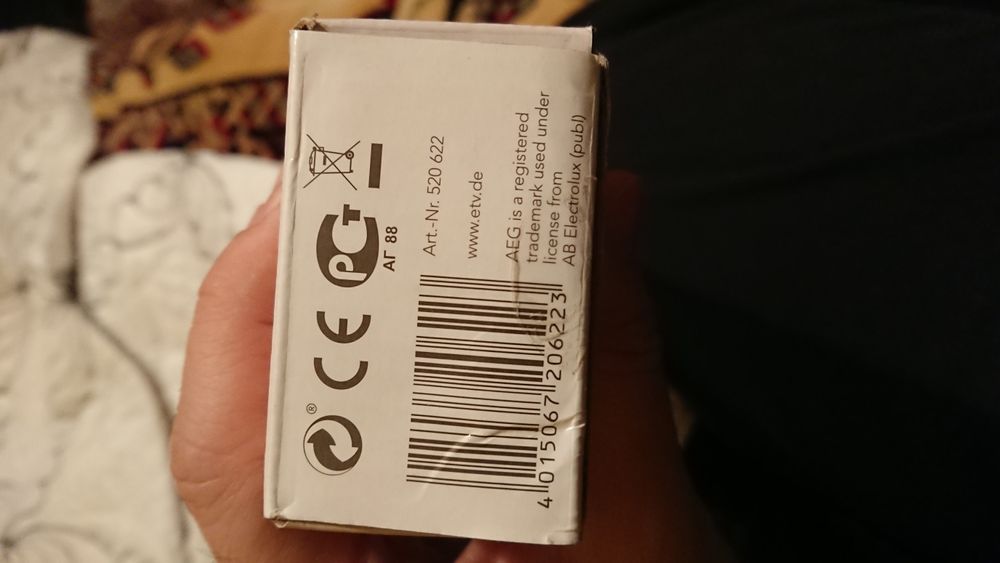 ®
CE
АГ 88
Art.-Nr. 520 622
www.etv.de
AEG is a registered
trademark used under
license from
AB Electrolux (publ)
4 015067 206223